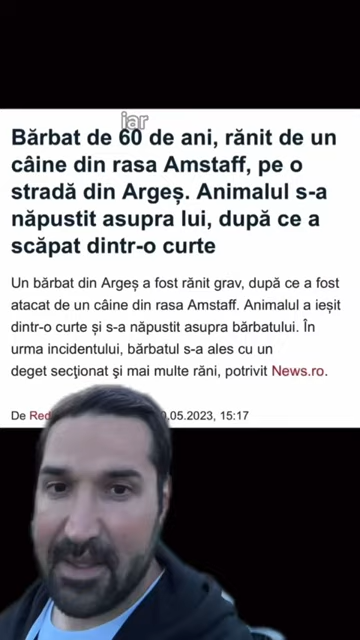 iar
Bărbat de 60 de ani, rănit de un
câine din rasa Amstaff, pe o
stradă din Argeș. Animalul s-a
năpustit asupra lui, după ce a
scăpat dintr-o curte
Un bărbat din Argeș a fost rănit grav, după ce a fost
atacat de un câine din rasa Amstaff. Animalul a ieșit
dintr-o curte și s-a năpustit asupra bărbatului. În
urma incidentului, bărbatul s-a ales cu un
deget secționat și mai multe răni, potrivit News.ro.
De .05.2023, 15:17